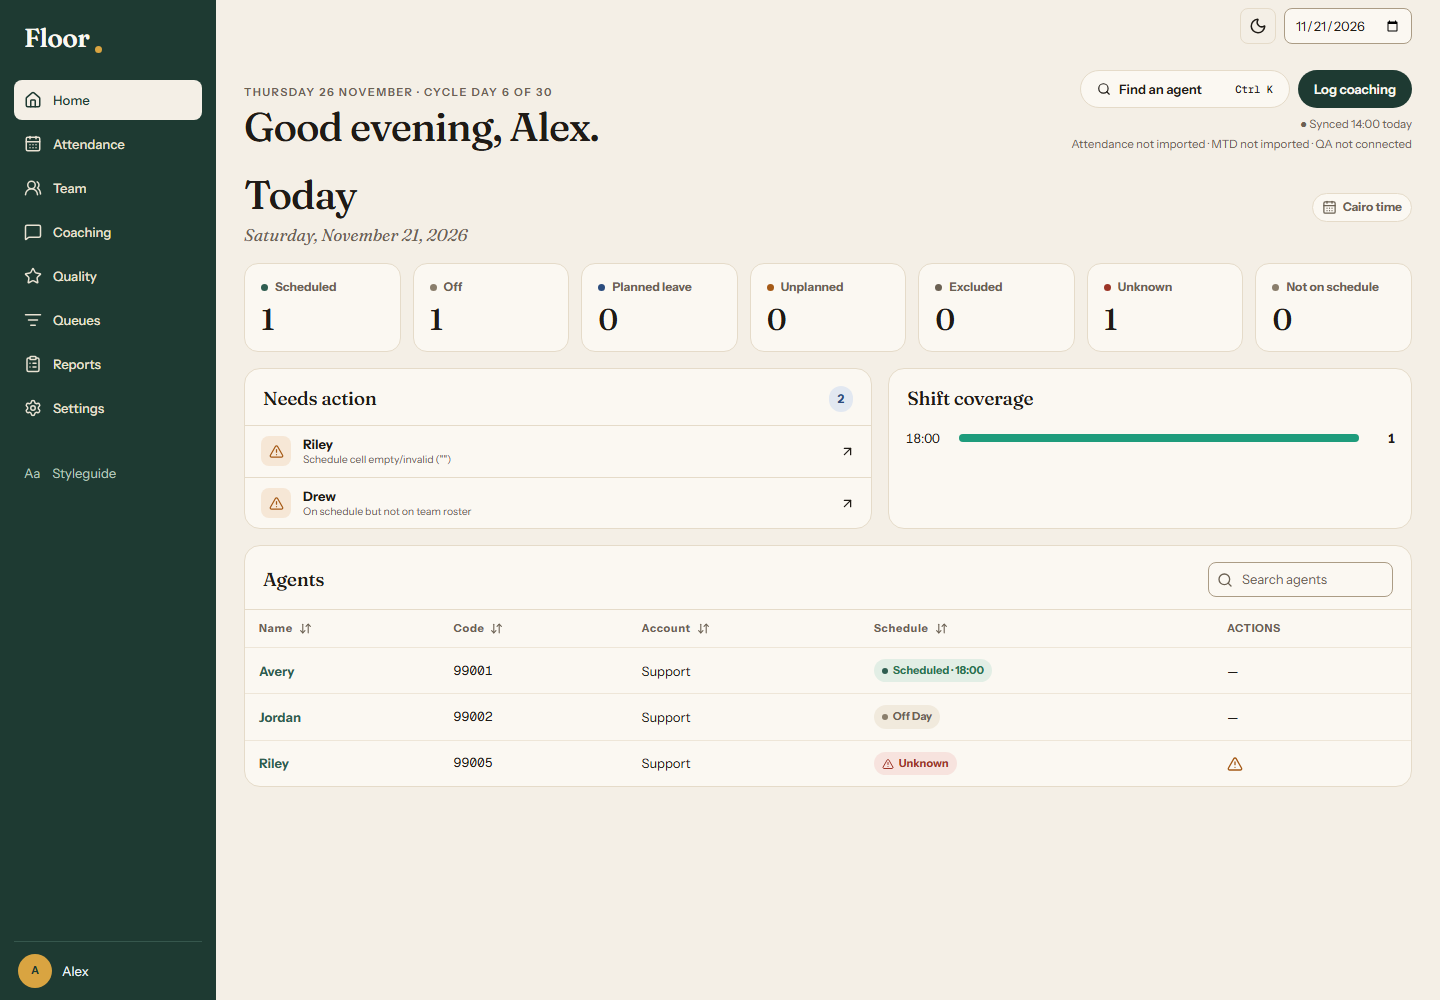 Floor.
Home
Attendance
Team
Coaching
Quality
Queues
Reports
Settings
Aa Styleguide
A Alex
11/21/2026
THURSDAY 26 NOVEMBER · CYCLE DAY 6 OF 30
Good evening, Alex.
Find an agent Ctrl K
Log coaching
● Synced 14:00 today
Attendance not imported · MTD not imported · QA not connected
Today
Saturday, November 21, 2026
Cairo time
Scheduled
1
Off
1
Planned leave
0
Unplanned
0
Excluded
0
Unknown
1
Not on schedule
0
Needs action 2
Riley
Schedule cell empty/invalid ("")
Drew
On schedule but not on team roster
Shift coverage
18:00 1
Agents
Search agents
Name Code Account Schedule ACTIONS
Avery 99001 Support Scheduled · 18:00 —
Jordan 99002 Support Off Day —
Riley 99005 Support Unknown